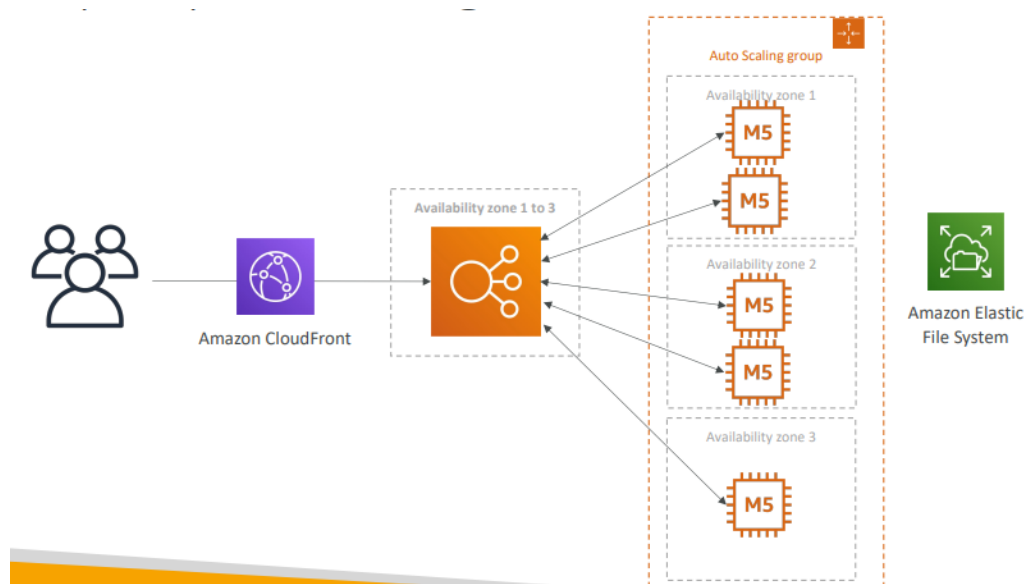 Auto Scaling group
Availability zone 1
M5
M5
Availability zone 1 to 3
Availability zone 2
M5
M5
Amazon CloudFront
Amazon Elastic
File System
Availability zone 3
M5